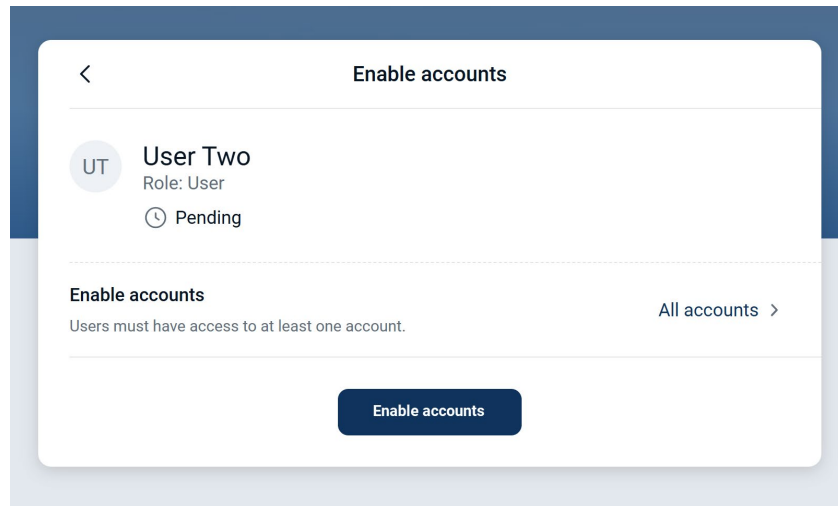 Enable accounts
UT
User Two
Role: User
Pending
Enable accounts
Users must have access to at least one account.
All accounts
Enable accounts